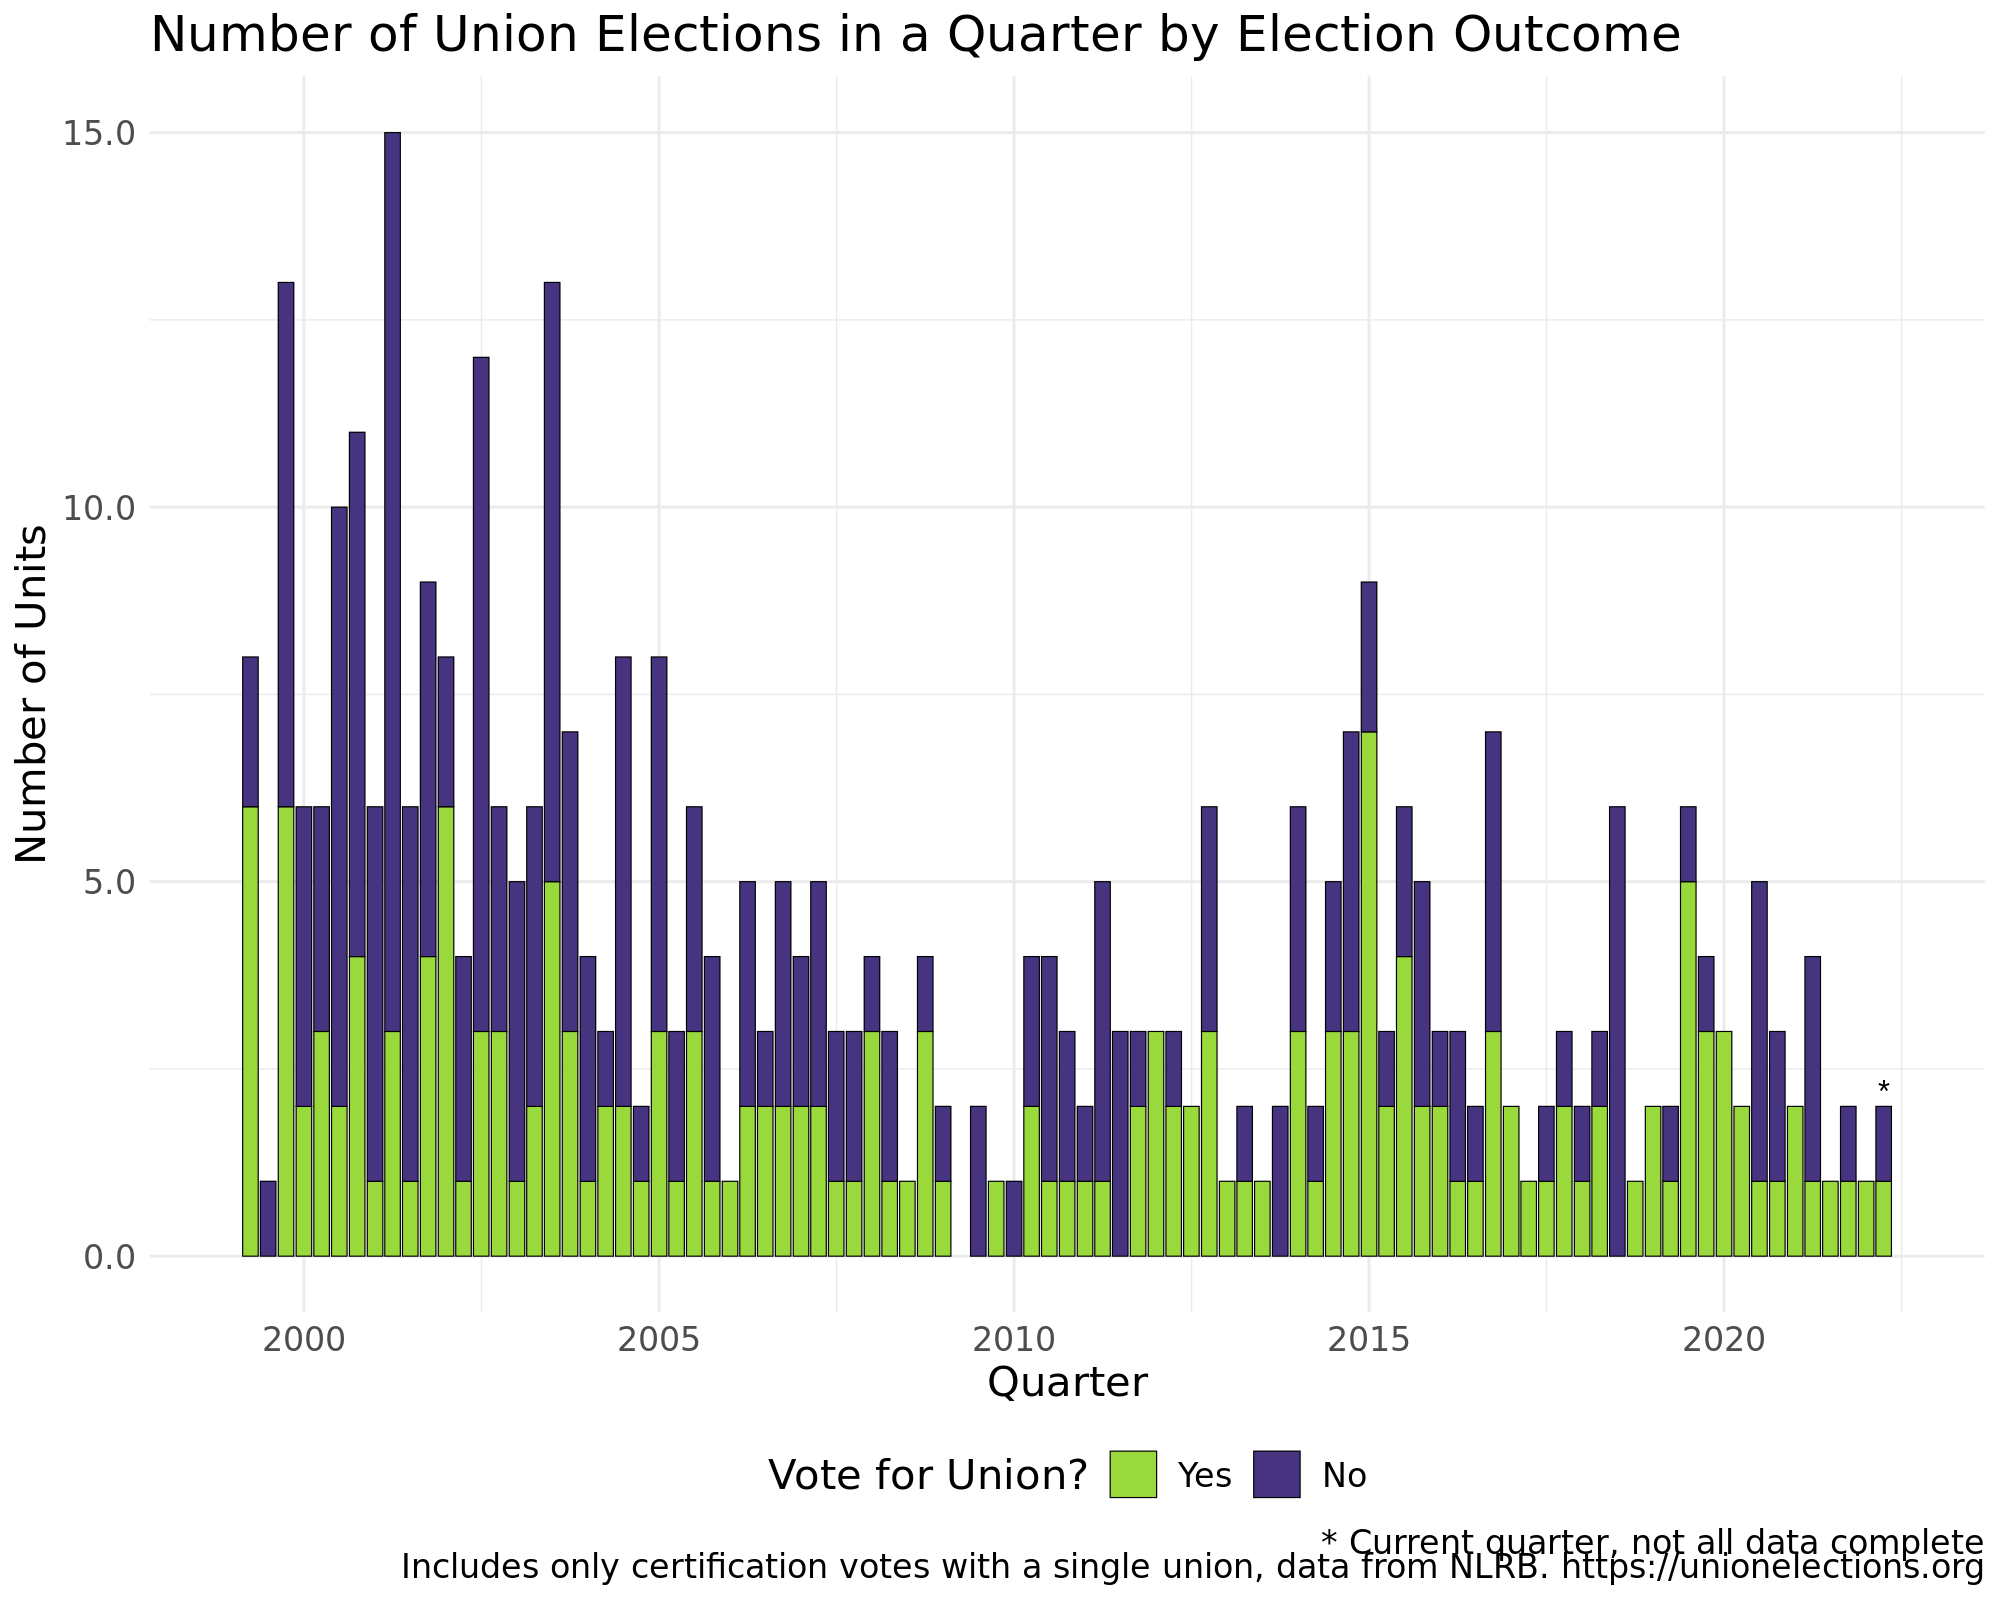 Number of Union Elections in a Quarter by Election Outcome
15.0
10.0
5.0
0.0
Number of Units
*
2000 2005 2010 2015 2020
Quarter
Vote for Union? Yes No
* Current quarter, not all data complete
Includes only certification votes with a single union, data from NLRB. https://unionelections.org